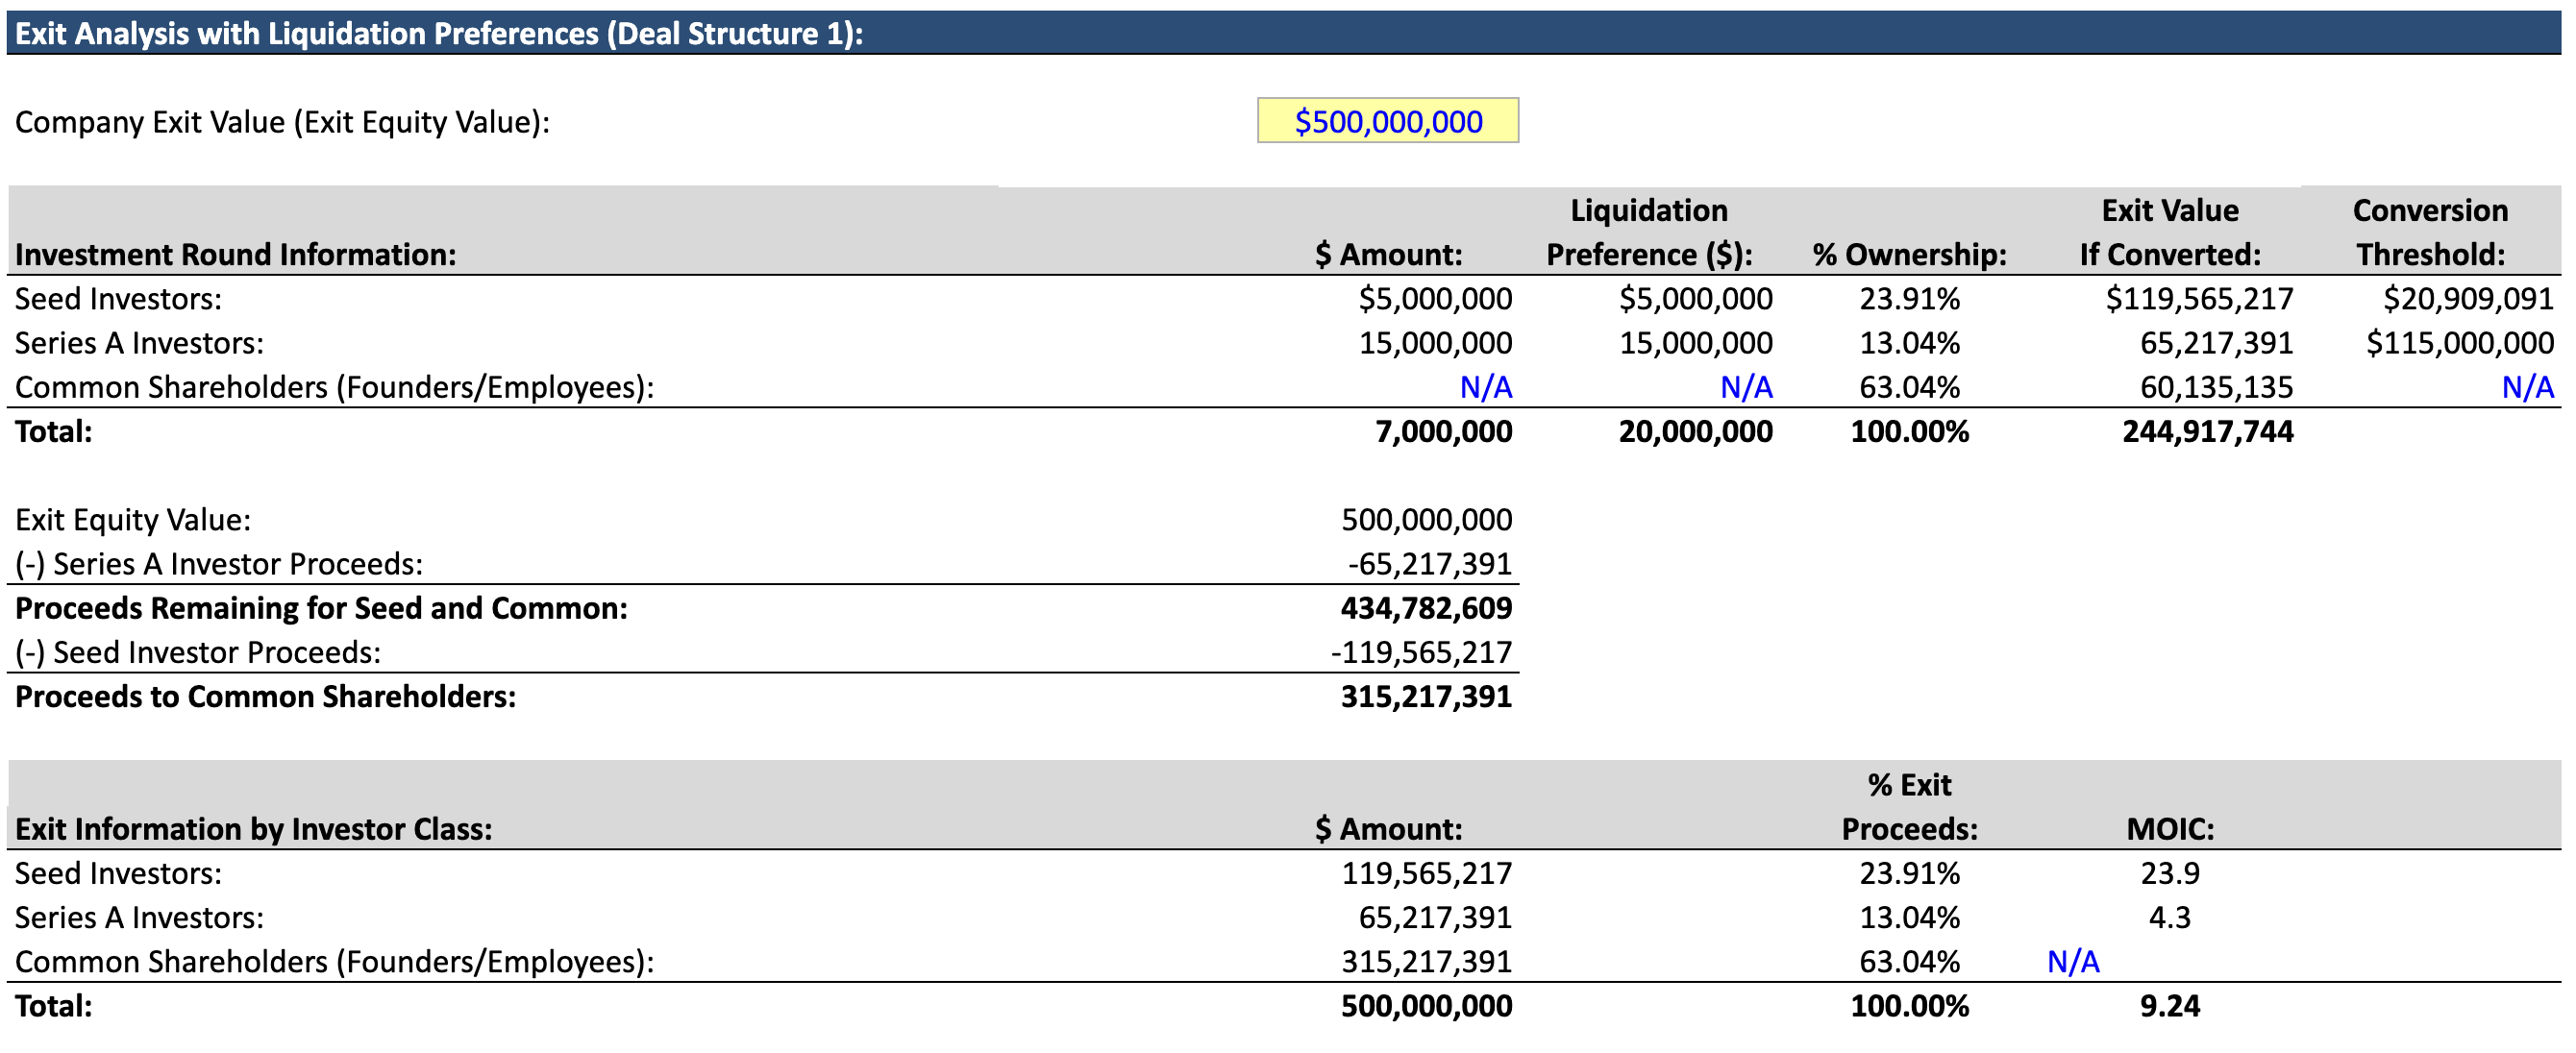 Exit Analysis with Liquidation Preferences (Deal Structure 1):
Company Exit Value (Exit Equity Value): $500,000,000
Liquidation % Ownership: Exit Value Conversion
Investment Round Information: $ Amount: Preference ($): If Converted: Threshold:
Seed Investors: $5,000,000 $5,000,000 23.91% $119,565,217 $20,909,091
Series A Investors: 15,000,000 15,000,000 13.04% 65,217,391 $115,000,000
Common Shareholders (Founders/Employees): N/A N/A 63.04% 60,135,135 N/A
Total: 7,000,000 20,000,000 100.00% 244,917,744
Exit Equity Value: 500,000,000
(-) Series A Investor Proceeds: -65,217,391
Proceeds Remaining for Seed and Common: 434,782,609
(-) Seed Investor Proceeds: -119,565,217
Proceeds to Common Shareholders: 315,217,391
% Exit
Exit Information by Investor Class: $ Amount: Proceeds: MOIC:
Seed Investors: 119,565,217 23.91% 23.9
Series A Investors: 65,217,391 13.04% 4.3
Common Shareholders (Founders/Employees): 315,217,391 63.04% N/A
Total: 500,000,000 100.00% 9.24